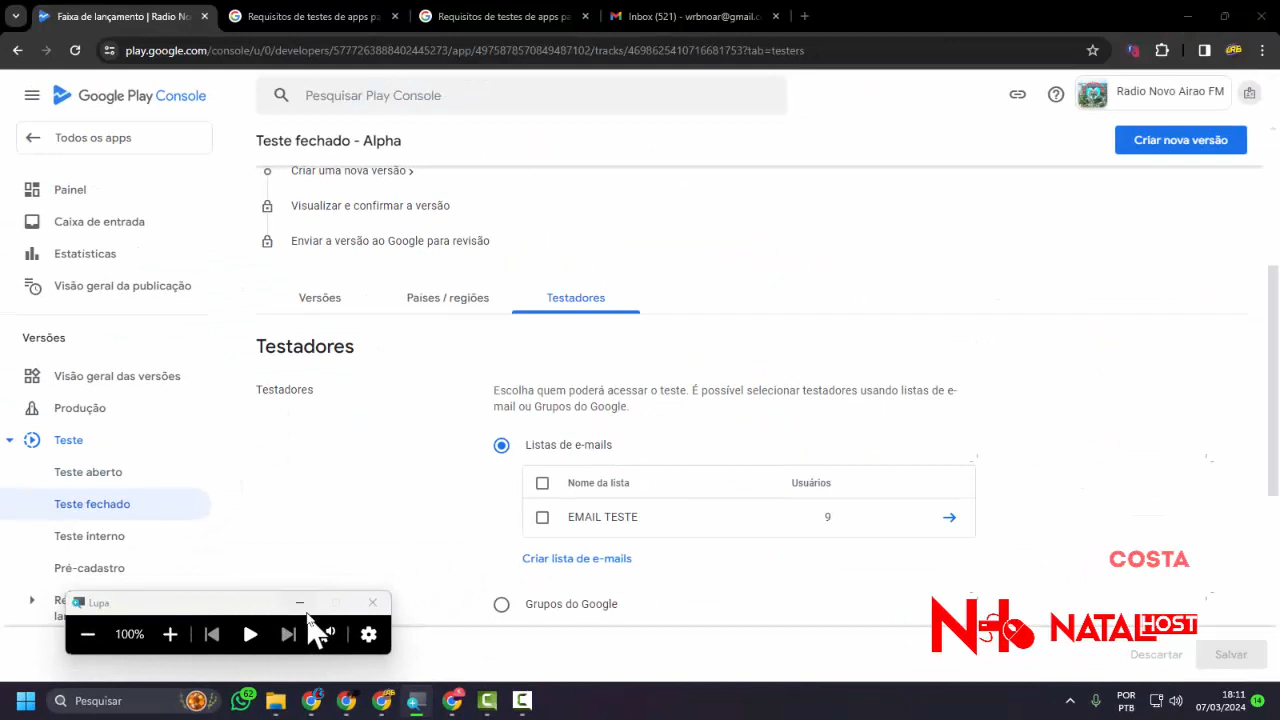 Faixa de lançamento | Radio No
Requisitos de testes de apps pa
Requisitos de testes de apps pa
Inbox (521) - wrbnoar@gmail.c
play.google.com/console/u/0/developers/5777263888402445273/app/4975878570849487102/tracks/4698625410716681753?tab=testers
Google Play Console
Pesquisar Play Console
Radio Novo Airao FM
Todos os apps
Teste fechado - Alpha
Criar nova versão
Criar uma nova versão
Painel
Visualizar e confirmar a versão
Caixa de entrada
Enviar a versão ao Google para revisão
Estatísticas
Visão geral da publicação
Versões
Países / regiões
Testadores
Versões
Testadores
Visão geral das versões
Testadores
Escolha quem poderá acessar o teste. É possível selecionar testadores usando listas de e-
mail ou Grupos do Google.
Produção
Teste
Listas de e-mails
Teste aberto
Nome da lista
Usuários
Teste fechado
EMAIL TESTE
9
Teste interno
Criar lista de e-mails
COSTA
Pré-cadastro
Grupos do Google
Lupa
100%
NATAL HOST
Descartar
Salvar
Pesquisar
62
POR
PTB
18:11
07/03/2024
14